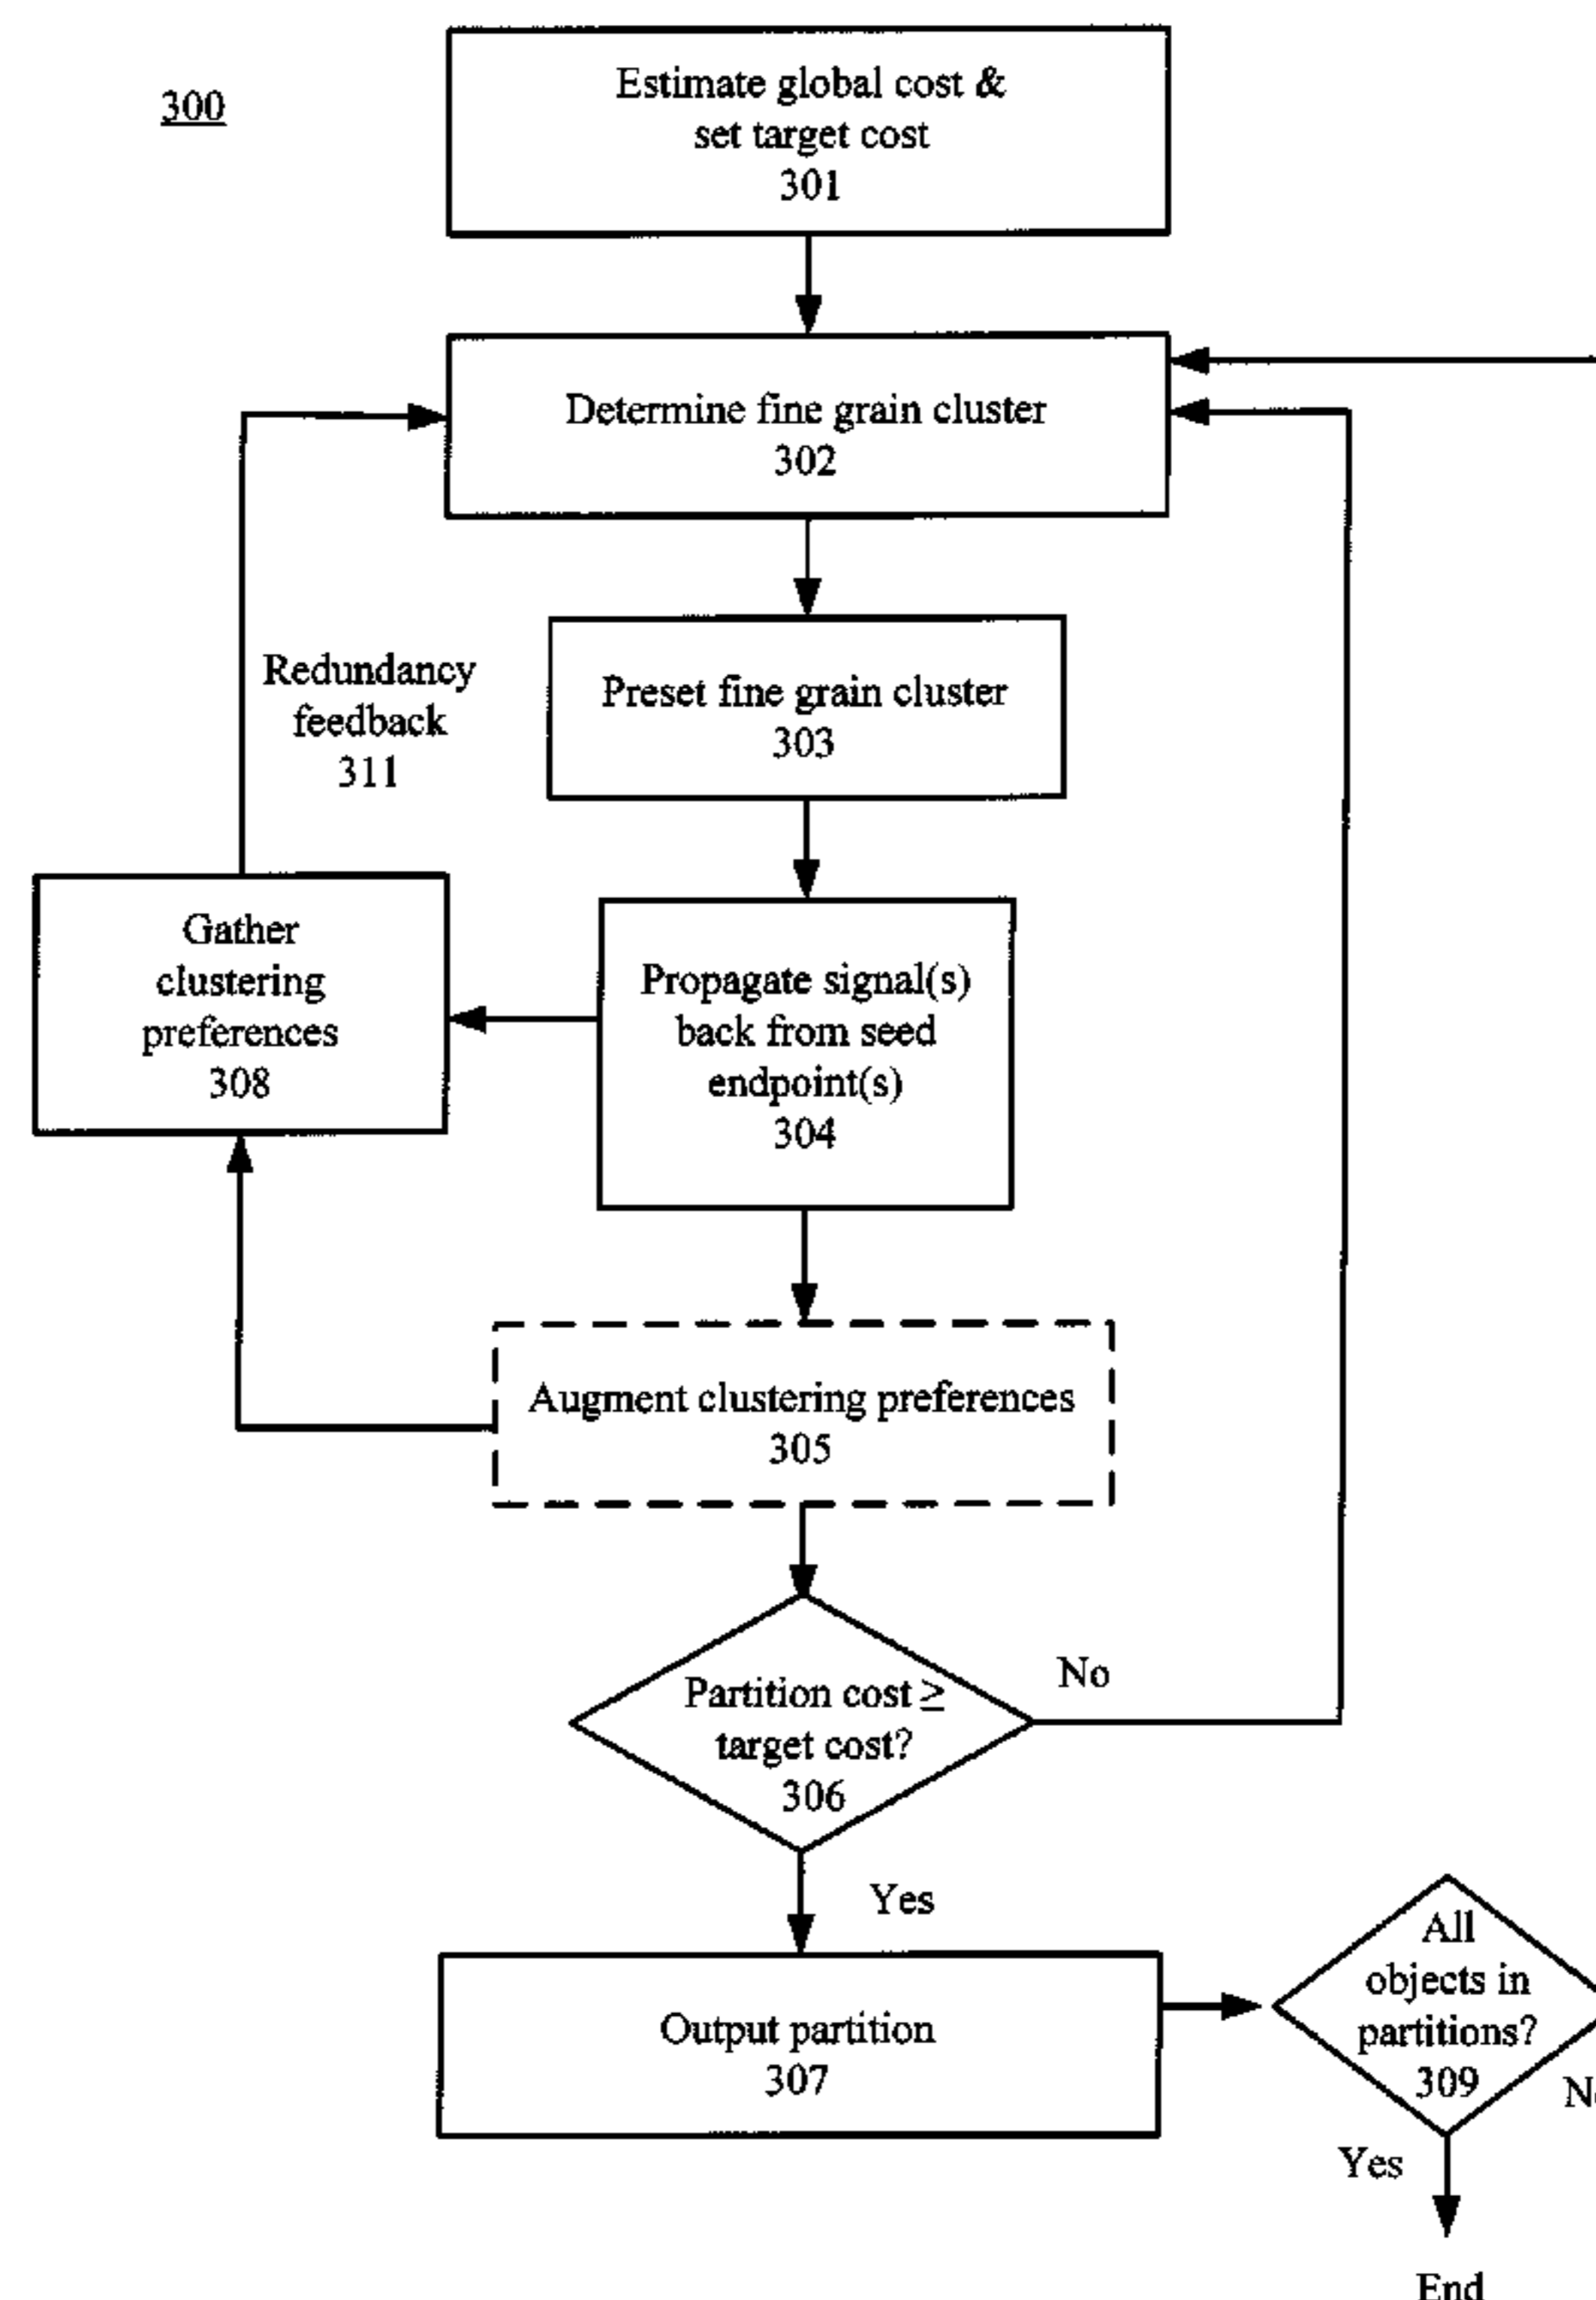 300
Estimate global cost &
set target cost
301
Determine fine grain cluster
302
Redundancy
feedback
311
Preset fine grain cluster
303
Gather
clustering
preferences
308
Propagate signal(s)
back from seed
endpoint(s)
304
Augment clustering preferences
305
Partition cost ≥
target cost?
306
No
Yes
Output partition
307
All
objects in
partitions?
309
Yes
End